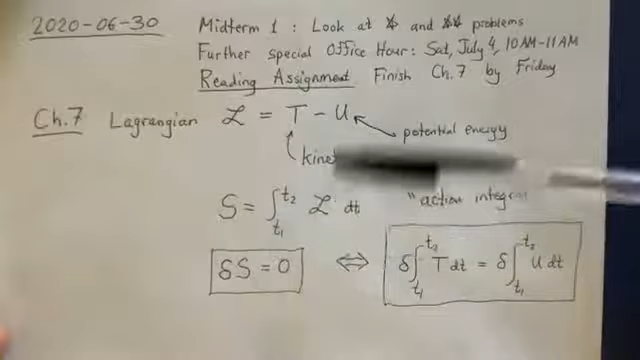 2020-06-30 Midterm 1 : Look at ☆ and ☆☆ problems
Further special Office Hour: Sat, July 4, 10AM-11AM
Reading Assignment Finish Ch.7 by Friday
Ch.7 Lagrangian ℒ = T - U
potential energy
S = ∫_{t₁}^{t₂} ℒ dt "action
δS = 0 ⇔ δ∫_{t₁}^{t₂} T dt = δ∫_{t₁}^{t₂} U dt